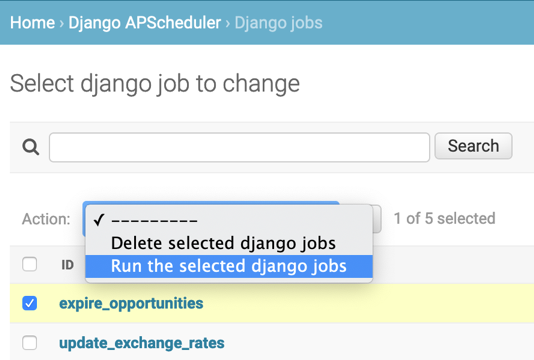 Home › Django APScheduler › Django jobs
Select django job to change
Search
Action:
✓ ---------
1 of 5 selected
Delete selected django jobs
Run the selected django jobs
ID
expire_opportunities
update_exchange_rates